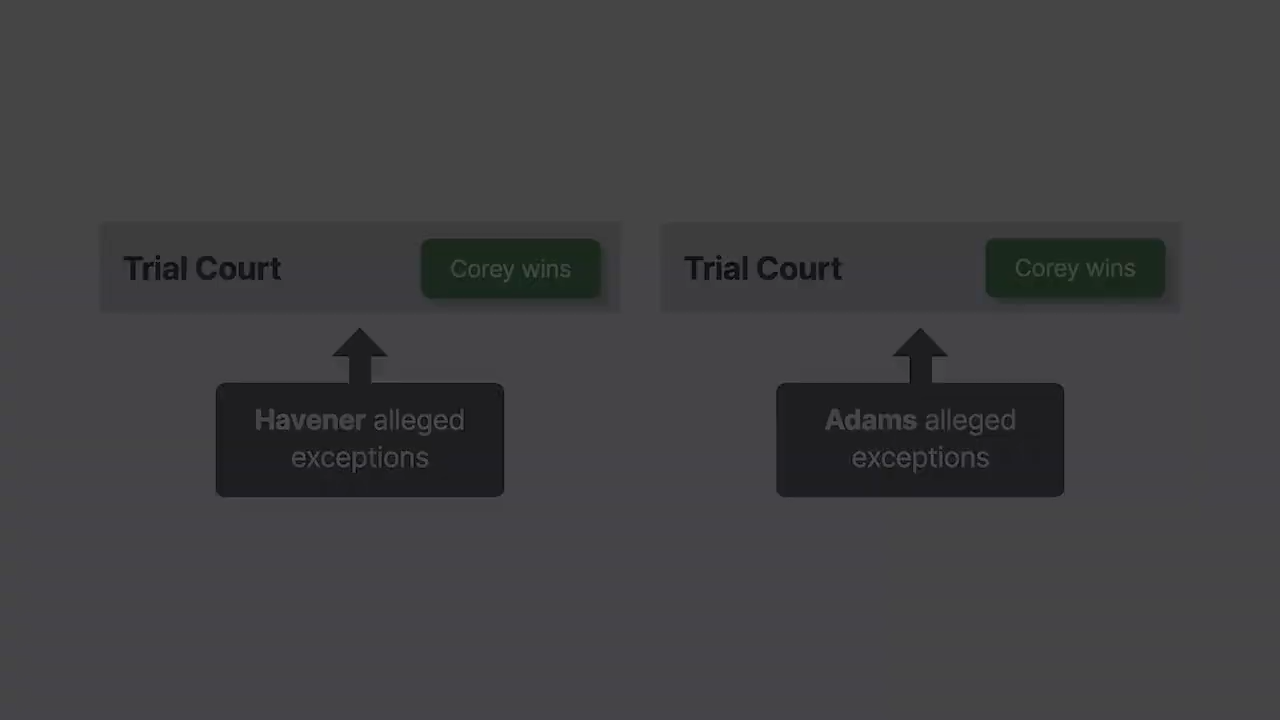 Trial Court
Corey wins
Havener alleged
exceptions
Trial Court
Corey wins
Adams alleged
exceptions